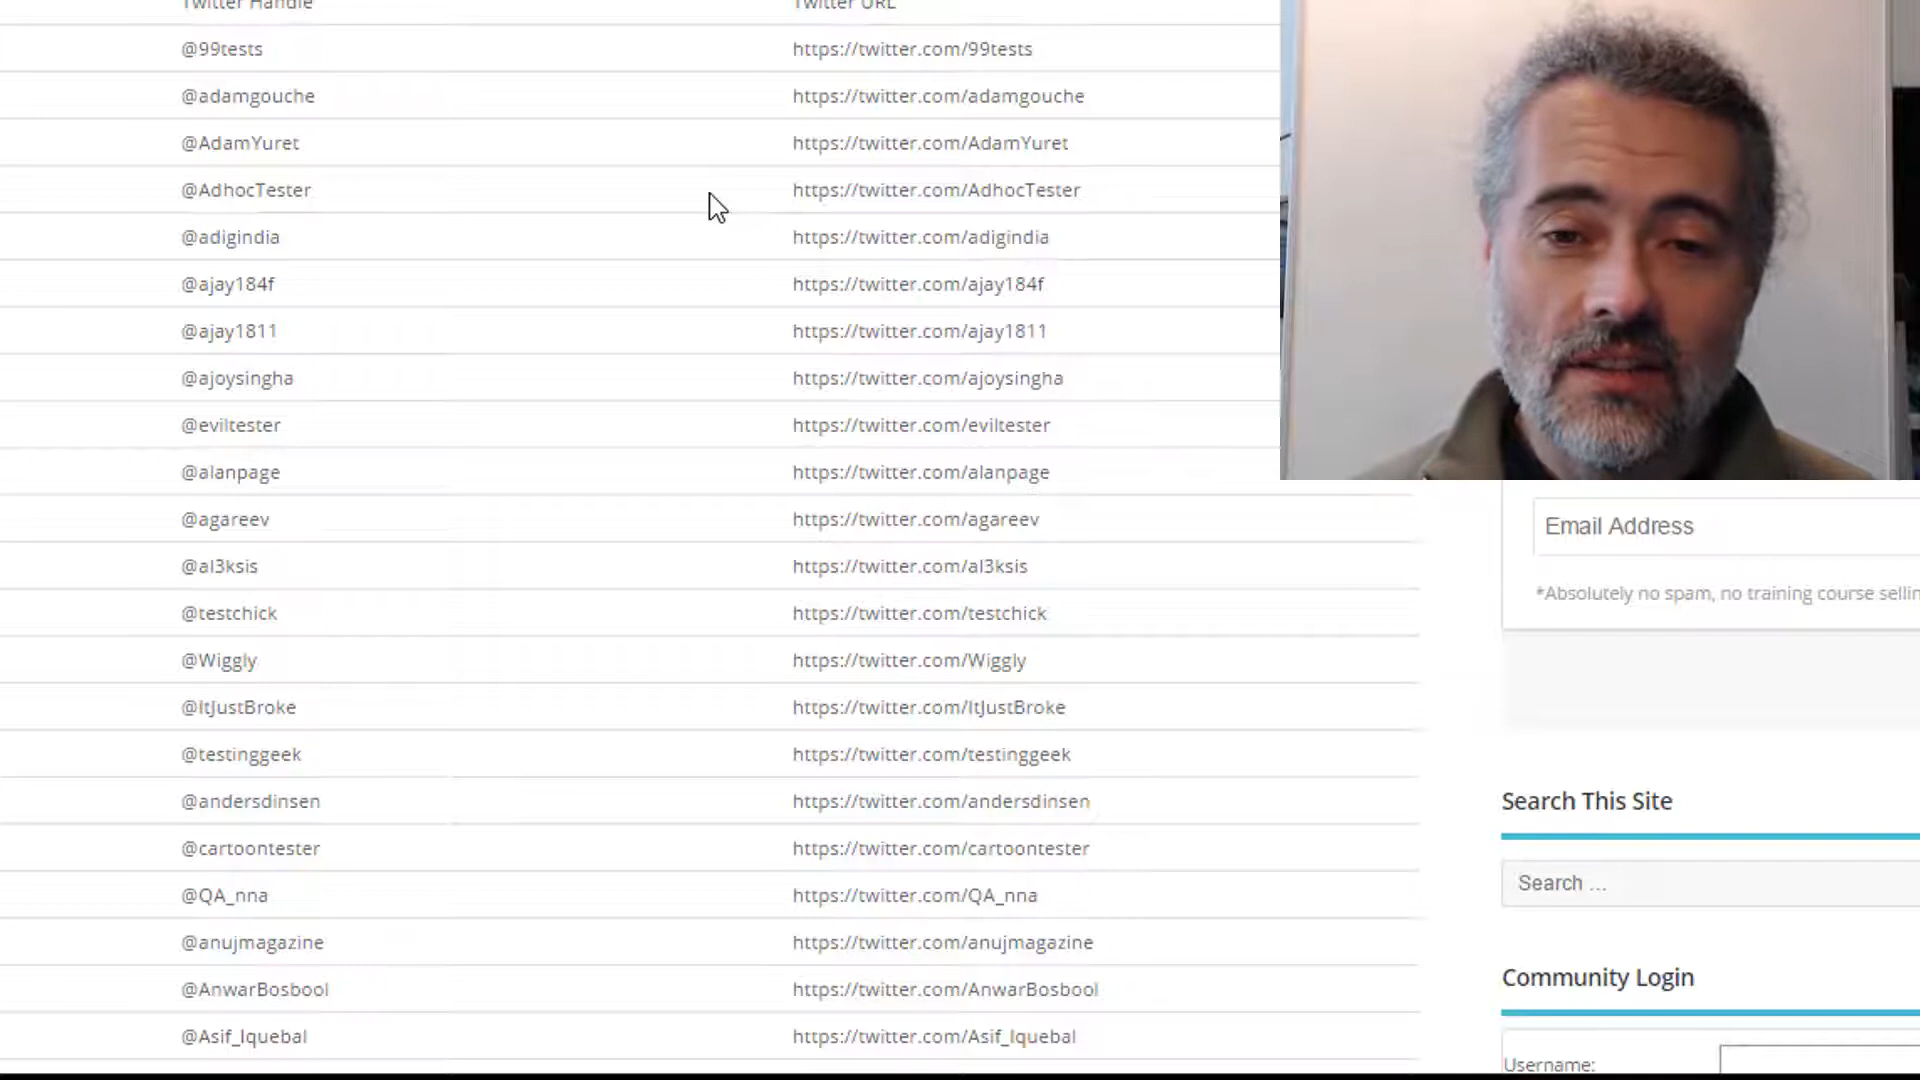 Twitter Handle Twitter URL
@99tests https://twitter.com/99tests
@adamgouche https://twitter.com/adamgouche
@AdamYuret https://twitter.com/AdamYuret
@AdhocTester https://twitter.com/AdhocTester
@adigindia https://twitter.com/adigindia
@ajay184f https://twitter.com/ajay184f
@ajay1811 https://twitter.com/ajay1811
@ajoysingha https://twitter.com/ajoysingha
@eviltester https://twitter.com/eviltester
@alanpage https://twitter.com/alanpage
@agareev https://twitter.com/agareev
@al3ksis https://twitter.com/al3ksis
@testchick https://twitter.com/testchick
@Wiggly https://twitter.com/Wiggly
@ItJustBroke https://twitter.com/ItJustBroke
@testinggeek https://twitter.com/testinggeek
@andersdinsen https://twitter.com/andersdinsen
@cartoontester https://twitter.com/cartoontester
@QA_nna https://twitter.com/QA_nna
@anujmagazine https://twitter.com/anujmagazine
@AnwarBosbool https://twitter.com/AnwarBosbool
@Asif_Iquebal https://twitter.com/Asif_Iquebal
Email Address
*Absolutely no spam, no training course sellin
Search This Site
Search ...
Community Login
Username: